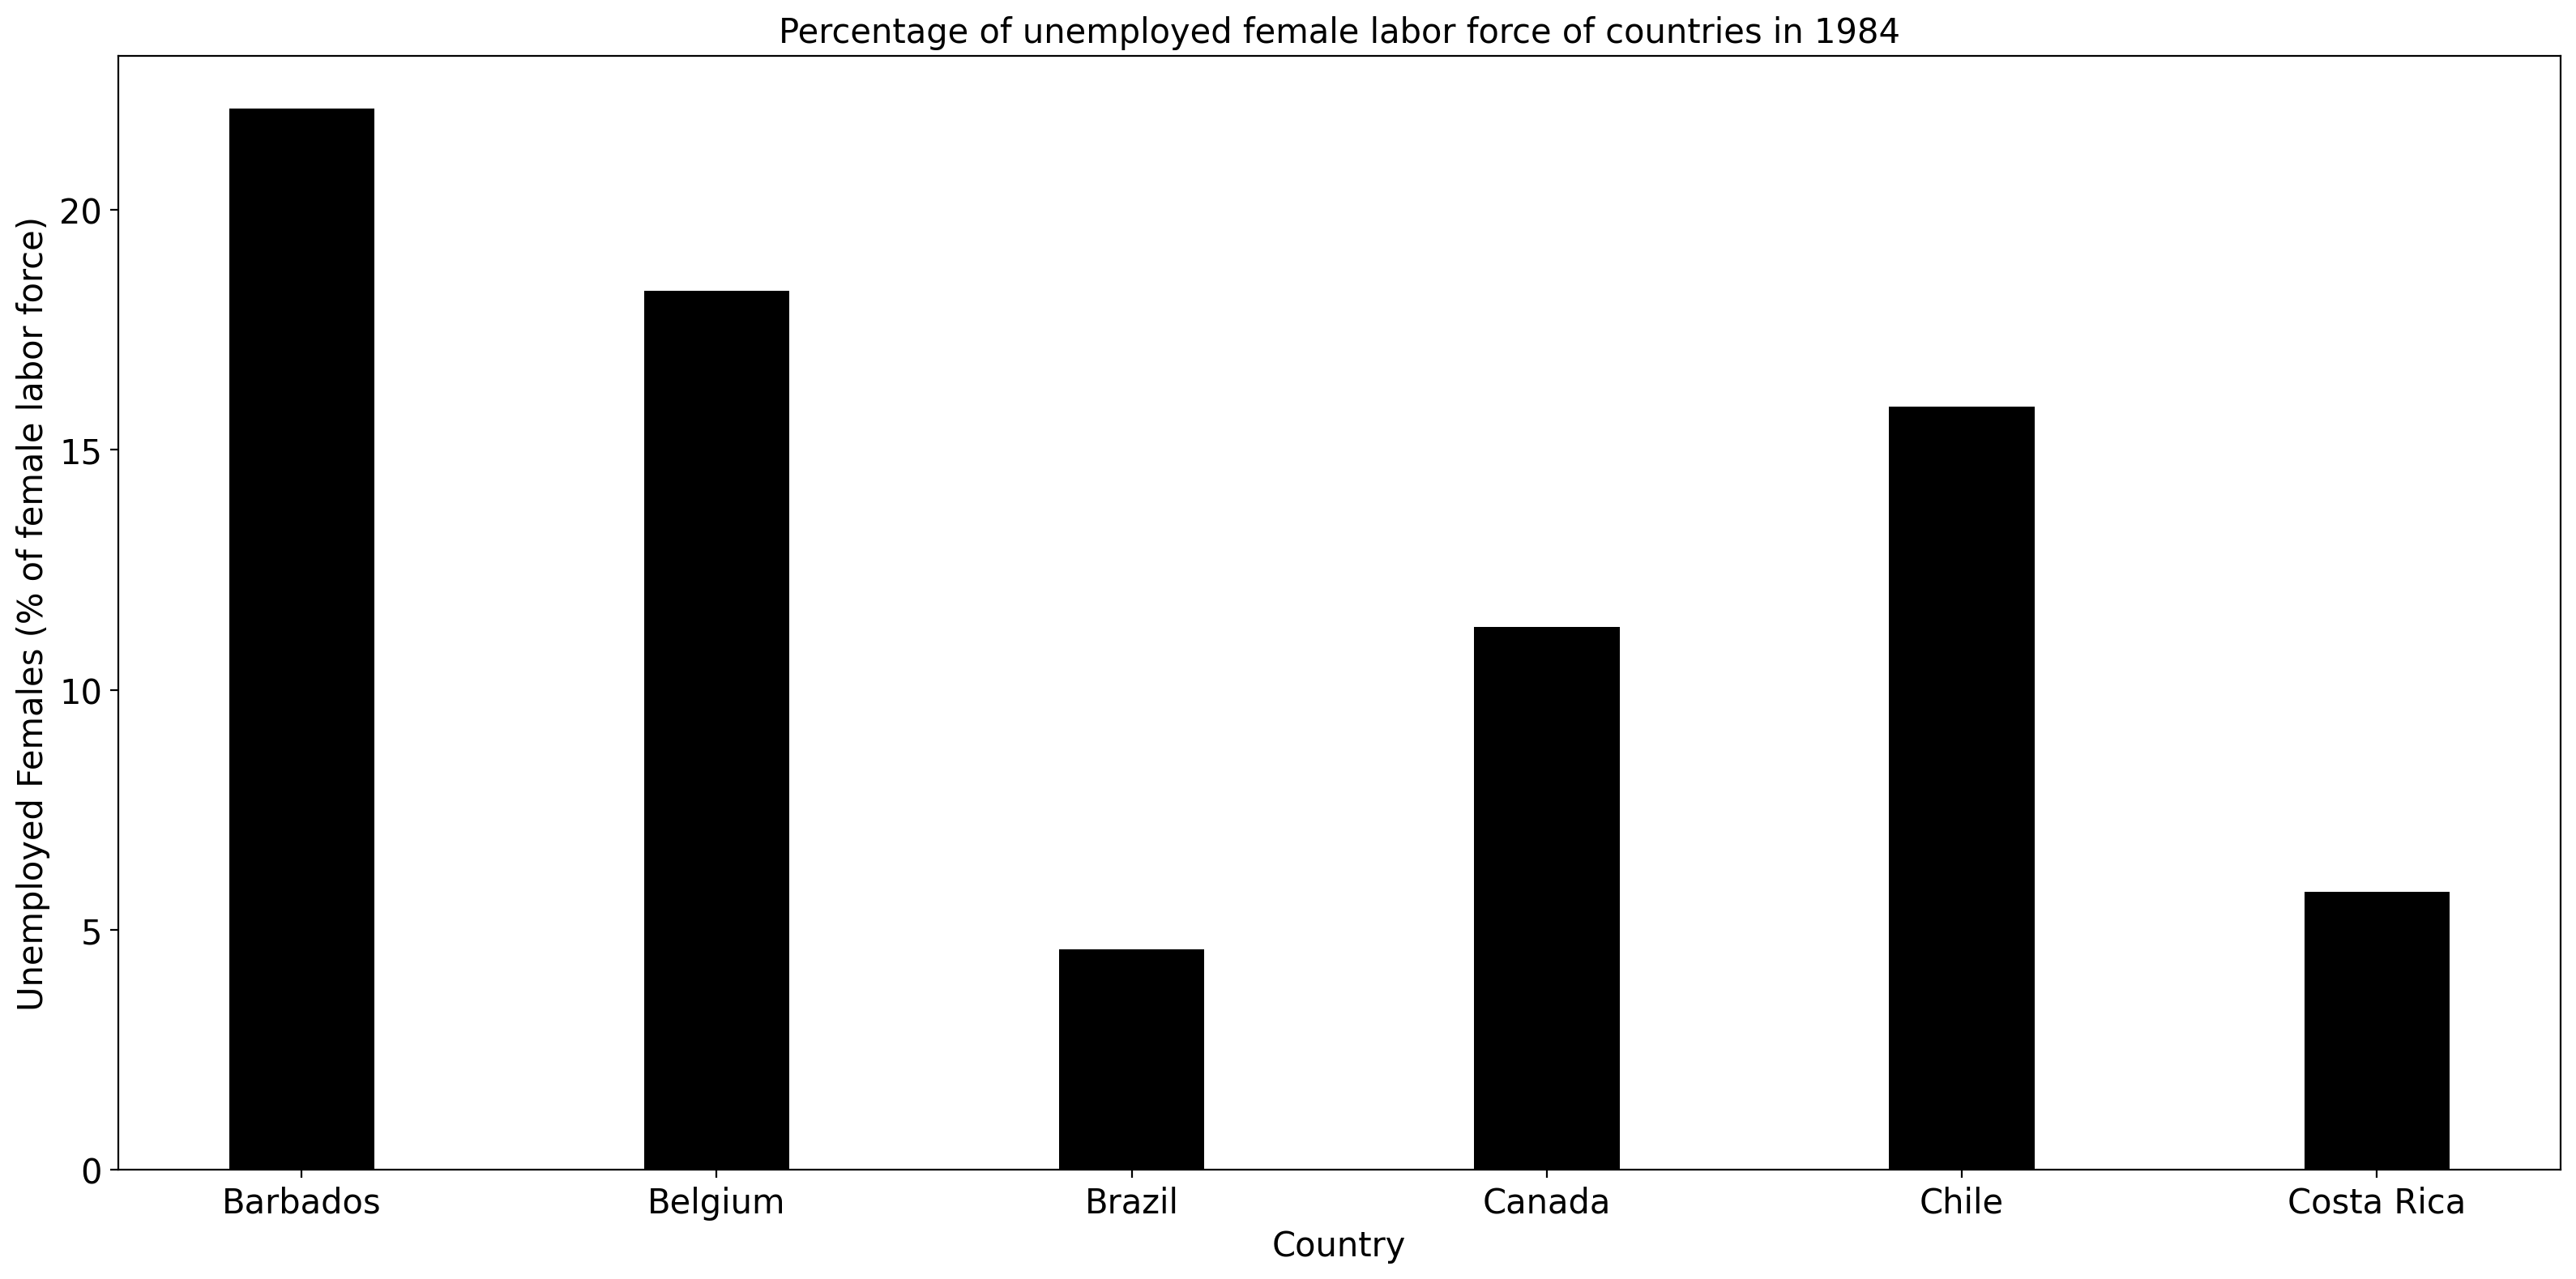 Percentage of unemployed female labor force of countries in 1984
Unemployed Females (% of female labor force)
20
15
10
5
0
Barbados Belgium Brazil Canada Chile Costa Rica
Country